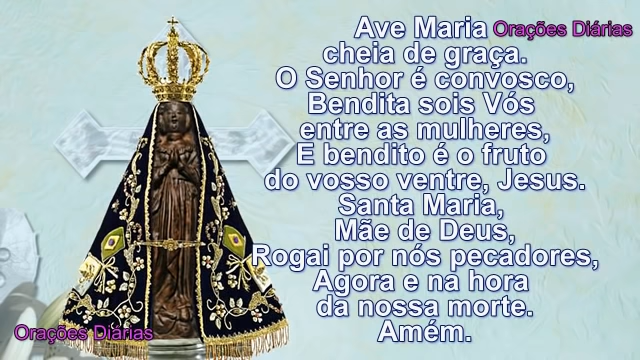 Ave Maria
Orações Diárias
cheia de graça.
O Senhor é convosco,
Bendita sois Vós
entre as mulheres,
E bendito é o fruto
do vosso ventre, Jesus.
Santa Maria,
Mãe de Deus,
Rogai por nós pecadores,
Agora e na hora
da nossa morte.
Amém.
Orações Diárias